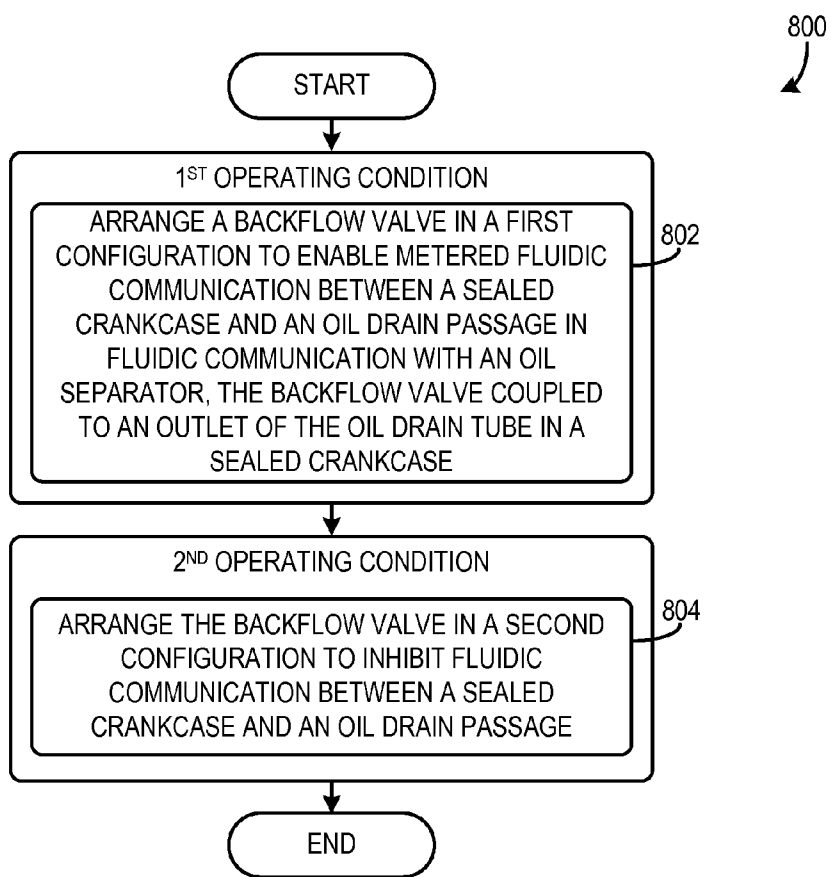 800
START
1ST OPERATING CONDITION
ARRANGE A BACKFLOW VALVE IN A FIRST
CONFIGURATION TO ENABLE METERED FLUIDIC
COMMUNICATION BETWEEN A SEALED
CRANKCASE AND AN OIL DRAIN PASSAGE IN
FLUIDIC COMMUNICATION WITH AN OIL
SEPARATOR, THE BACKFLOW VALVE COUPLED
TO AN OUTLET OF THE OIL DRAIN TUBE IN A
SEALED CRANKCASE
802
2ND OPERATING CONDITION
ARRANGE THE BACKFLOW VALVE IN A SECOND
CONFIGURATION TO INHIBIT FLUIDIC
COMMUNICATION BETWEEN A SEALED
CRANKCASE AND AN OIL DRAIN PASSAGE
804
END